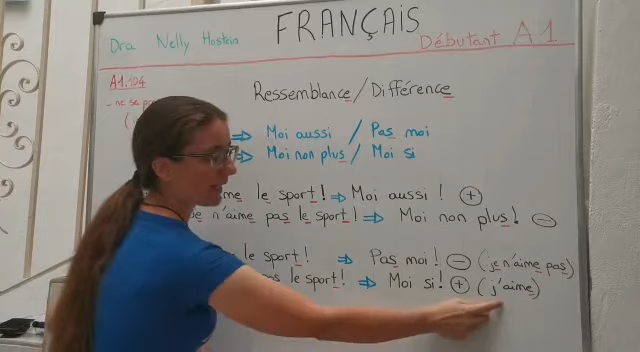 FRANÇAIS
Dra Nelly Hostein
Débutant A1
A1.104
- ne se
Ressemblance / Différence
⇒ Moi aussi / Pas moi
⇒ Moi non plus / Moi si
le sport! ⇒ Moi aussi ! +
n'aime pas le sport! ⇒ Moi non plus! -
le sport! ⇒ Pas moi! - (je n'aime pas)
le sport! ⇒ Moi si! + (j'aime)